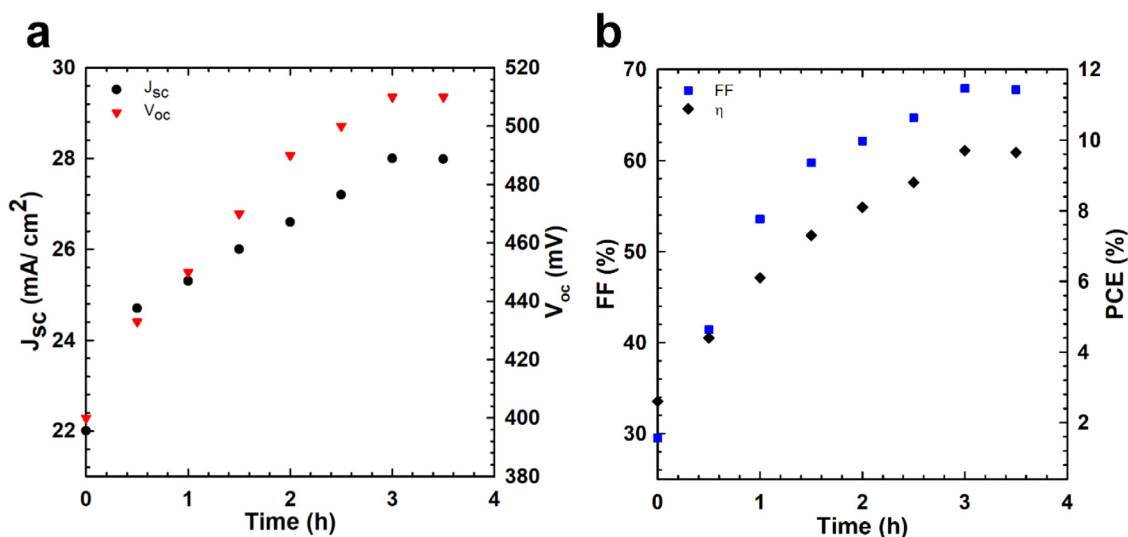 a
30
28
26
24
22
J_SC (mA/ cm^2)
J_SC
V_oc
520
500
480
460
440
420
400
380
V_oc (mV)
0 1 2 3 4
Time (h)
b
70
60
50
40
30
FF (%)
FF
η
12
10
8
6
4
2
PCE (%)
0 1 2 3 4
Time (h)